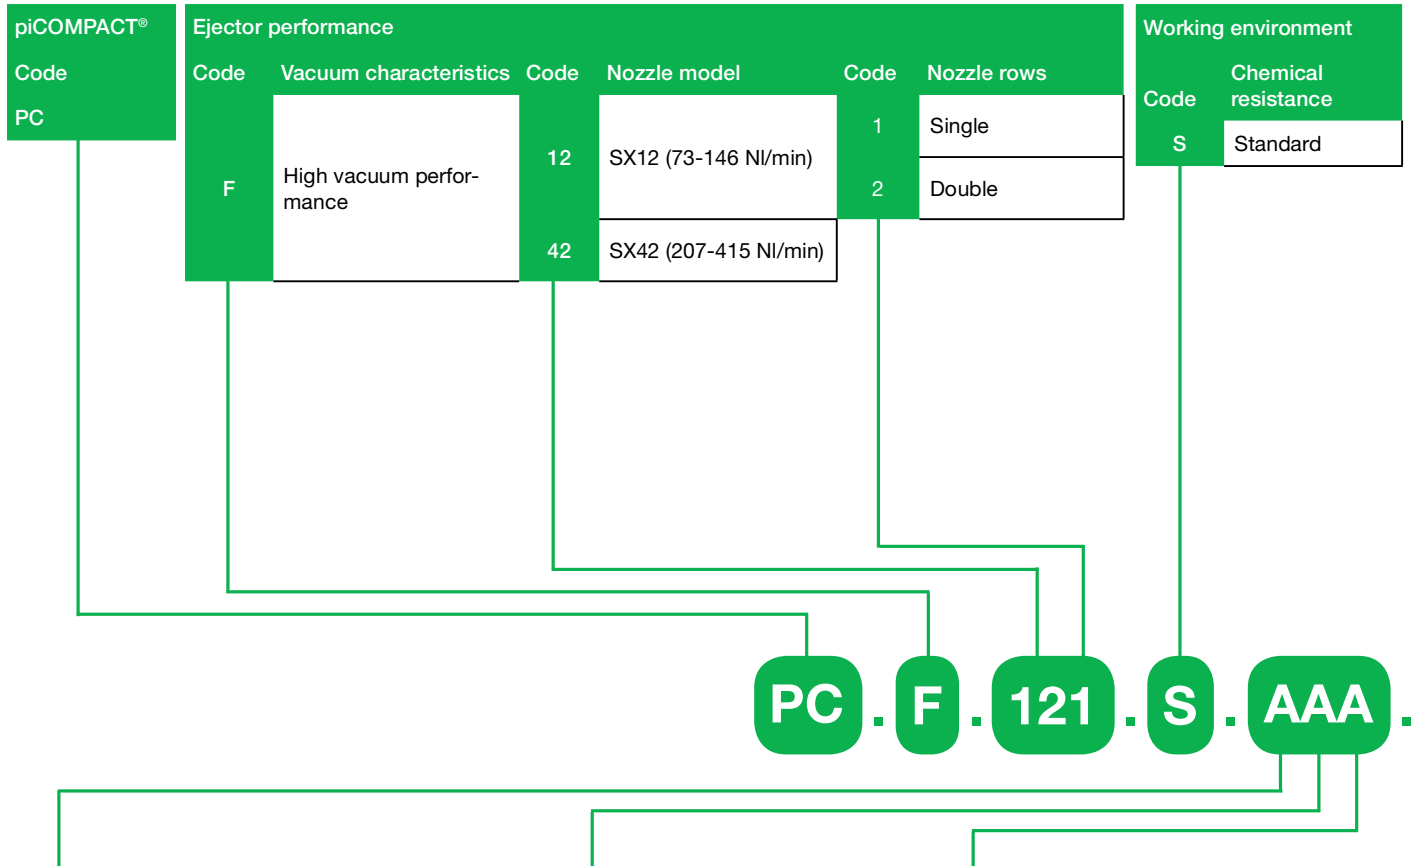 piCOMPACT®
Code
PC
Ejector performance
Code Vacuum characteristics Code Nozzle model Code Nozzle rows
F
High vacuum perfor-
mance
12 SX12 (73-146 Nl/min)
42 SX42 (207-415 Nl/min)
1 Single
2 Double
Working environment
Code
Chemical
resistance
S Standard
PC . F . 121 . S . AAA .